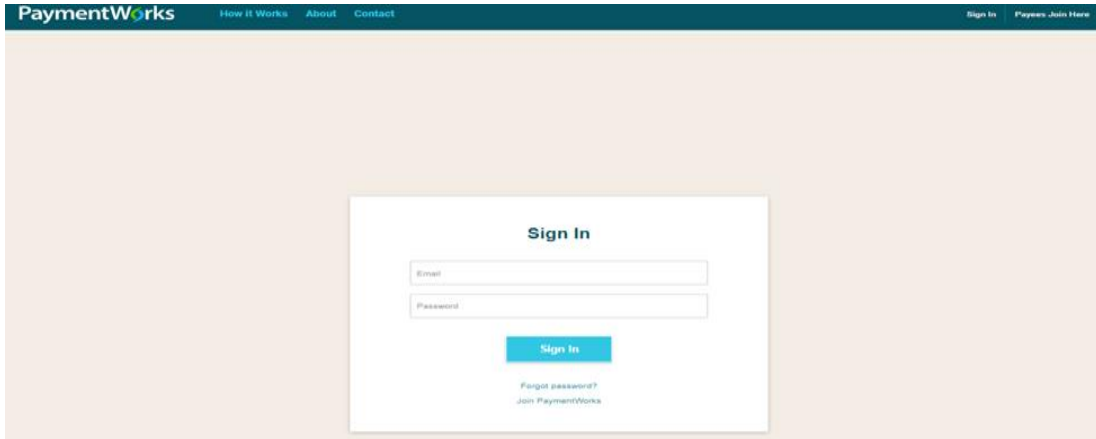 PaymentWorks How it Works About Contact Sign In Payees Join Here
Sign In
Email
Password
Sign In
Forgot password?
Join PaymentWorks